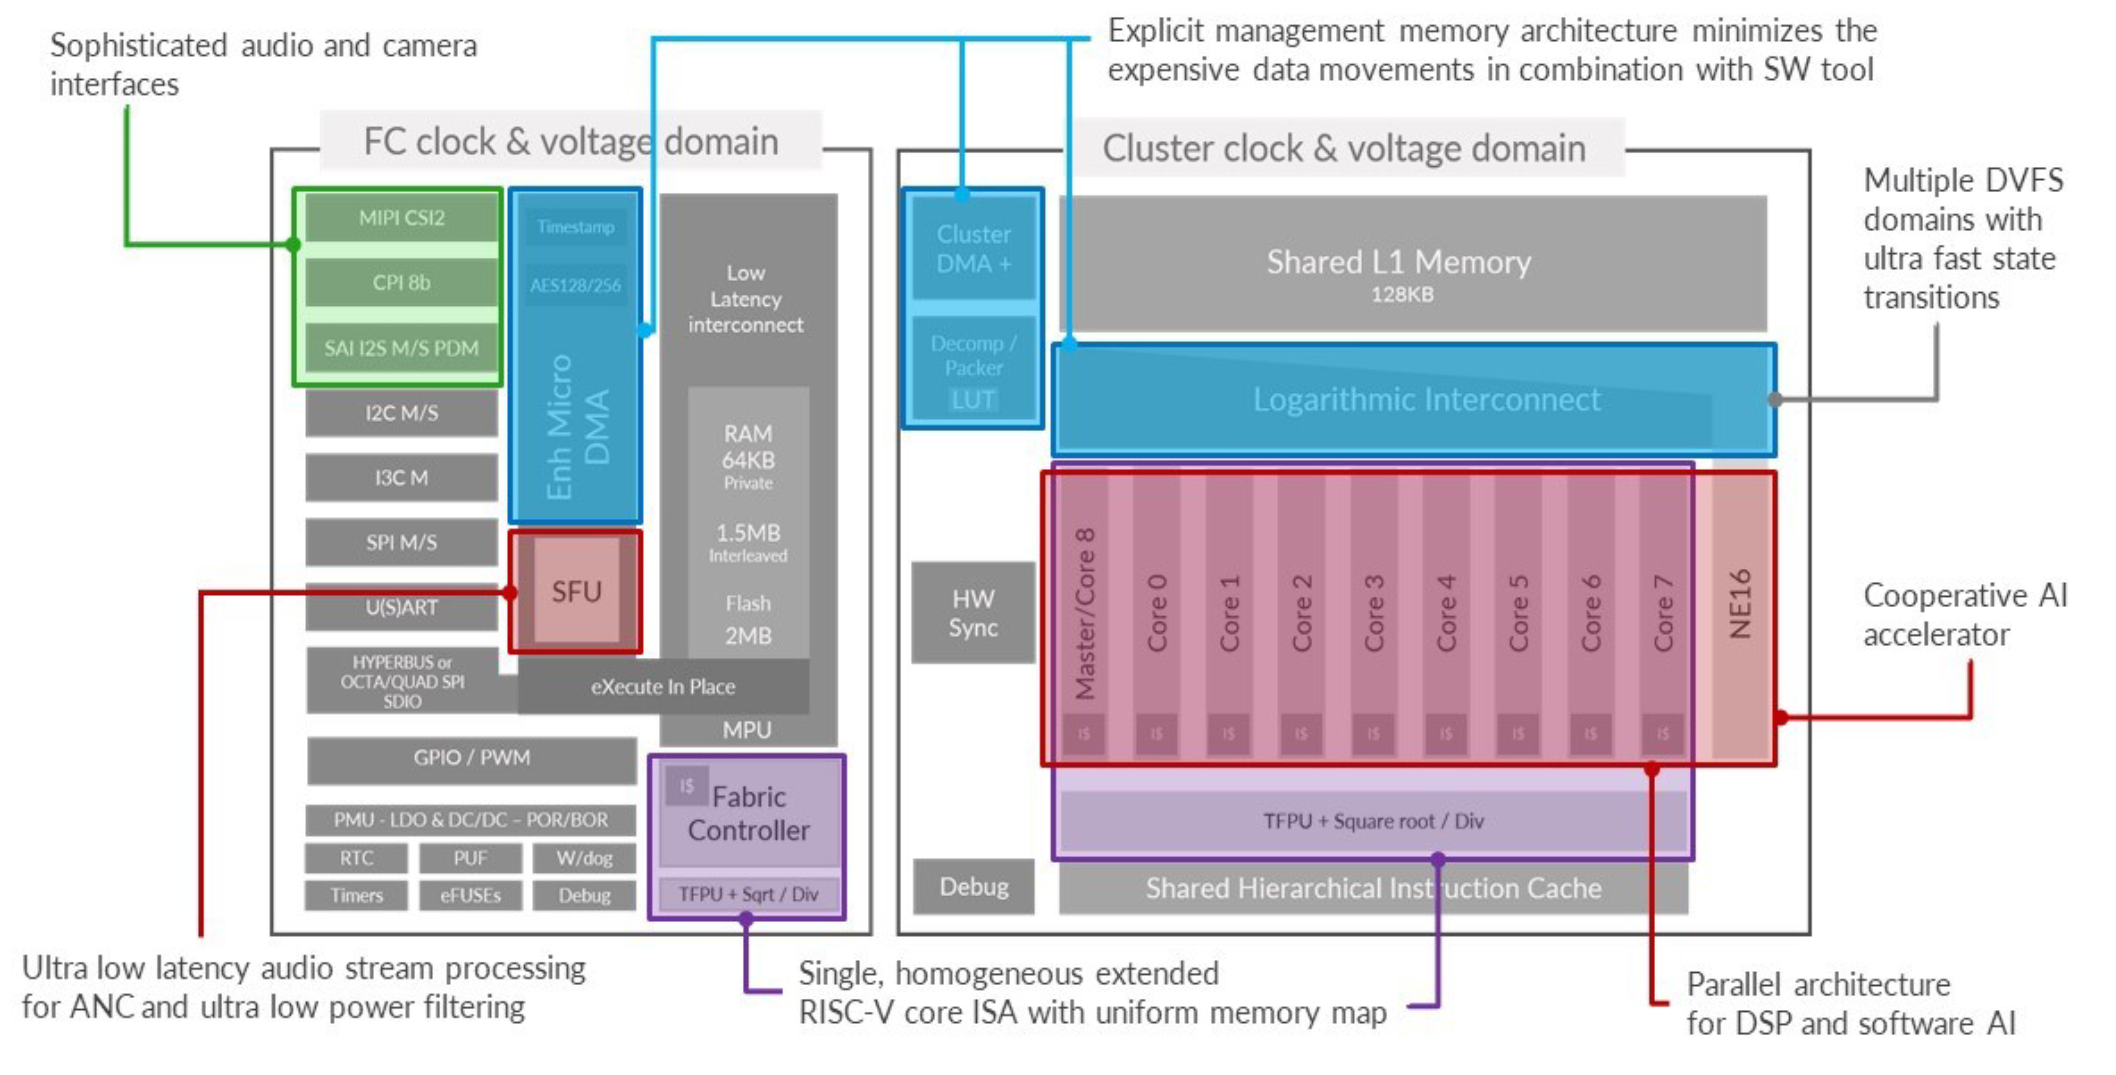 Sophisticated audio and camera
interfaces
Explicit management memory architecture minimizes the
expensive data movements in combination with SW tool
FC clock & voltage domain
Cluster clock & voltage domain
MIPI CSI2
CPI 8b
SAI I2S M/S PDM
I2C M/S
I3C M
SPI M/S
U(S)ART
HYPERBUS or
OCTA/QUAD SPI
SDIO
GPIO / PWM
PMU - LDO & DC/DC – POR/BOR
RTC
PUF
W/dog
Timers
eFUSEs
Debug
Timestamp
AES128/256
Enh Micro
DMA
SFU
eXecute In Place
Low
Latency
interconnect
RAM
64KB
Private
1.5MB
Interleaved
Flash
2MB
MPU
I$
Fabric
Controller
TFPU + Sqrt / Div
Cluster
DMA +
Decomp /
Packer
LUT
HW
Sync
Debug
Shared L1 Memory
128KB
Logarithmic Interconnect
Master/Core 8
Core 0
Core 1
Core 2
Core 3
Core 4
Core 5
Core 6
Core 7
NE16
I$
I$
I$
I$
I$
I$
I$
I$
I$
TFPU + Square root / Div
Shared Hierarchical Instruction Cache
Multiple DVFS
domains with
ultra fast state
transitions
Cooperative AI
accelerator
Ultra low latency audio stream processing
for ANC and ultra low power filtering
Single, homogeneous extended
RISC-V core ISA with uniform memory map
Parallel architecture
for DSP and software AI